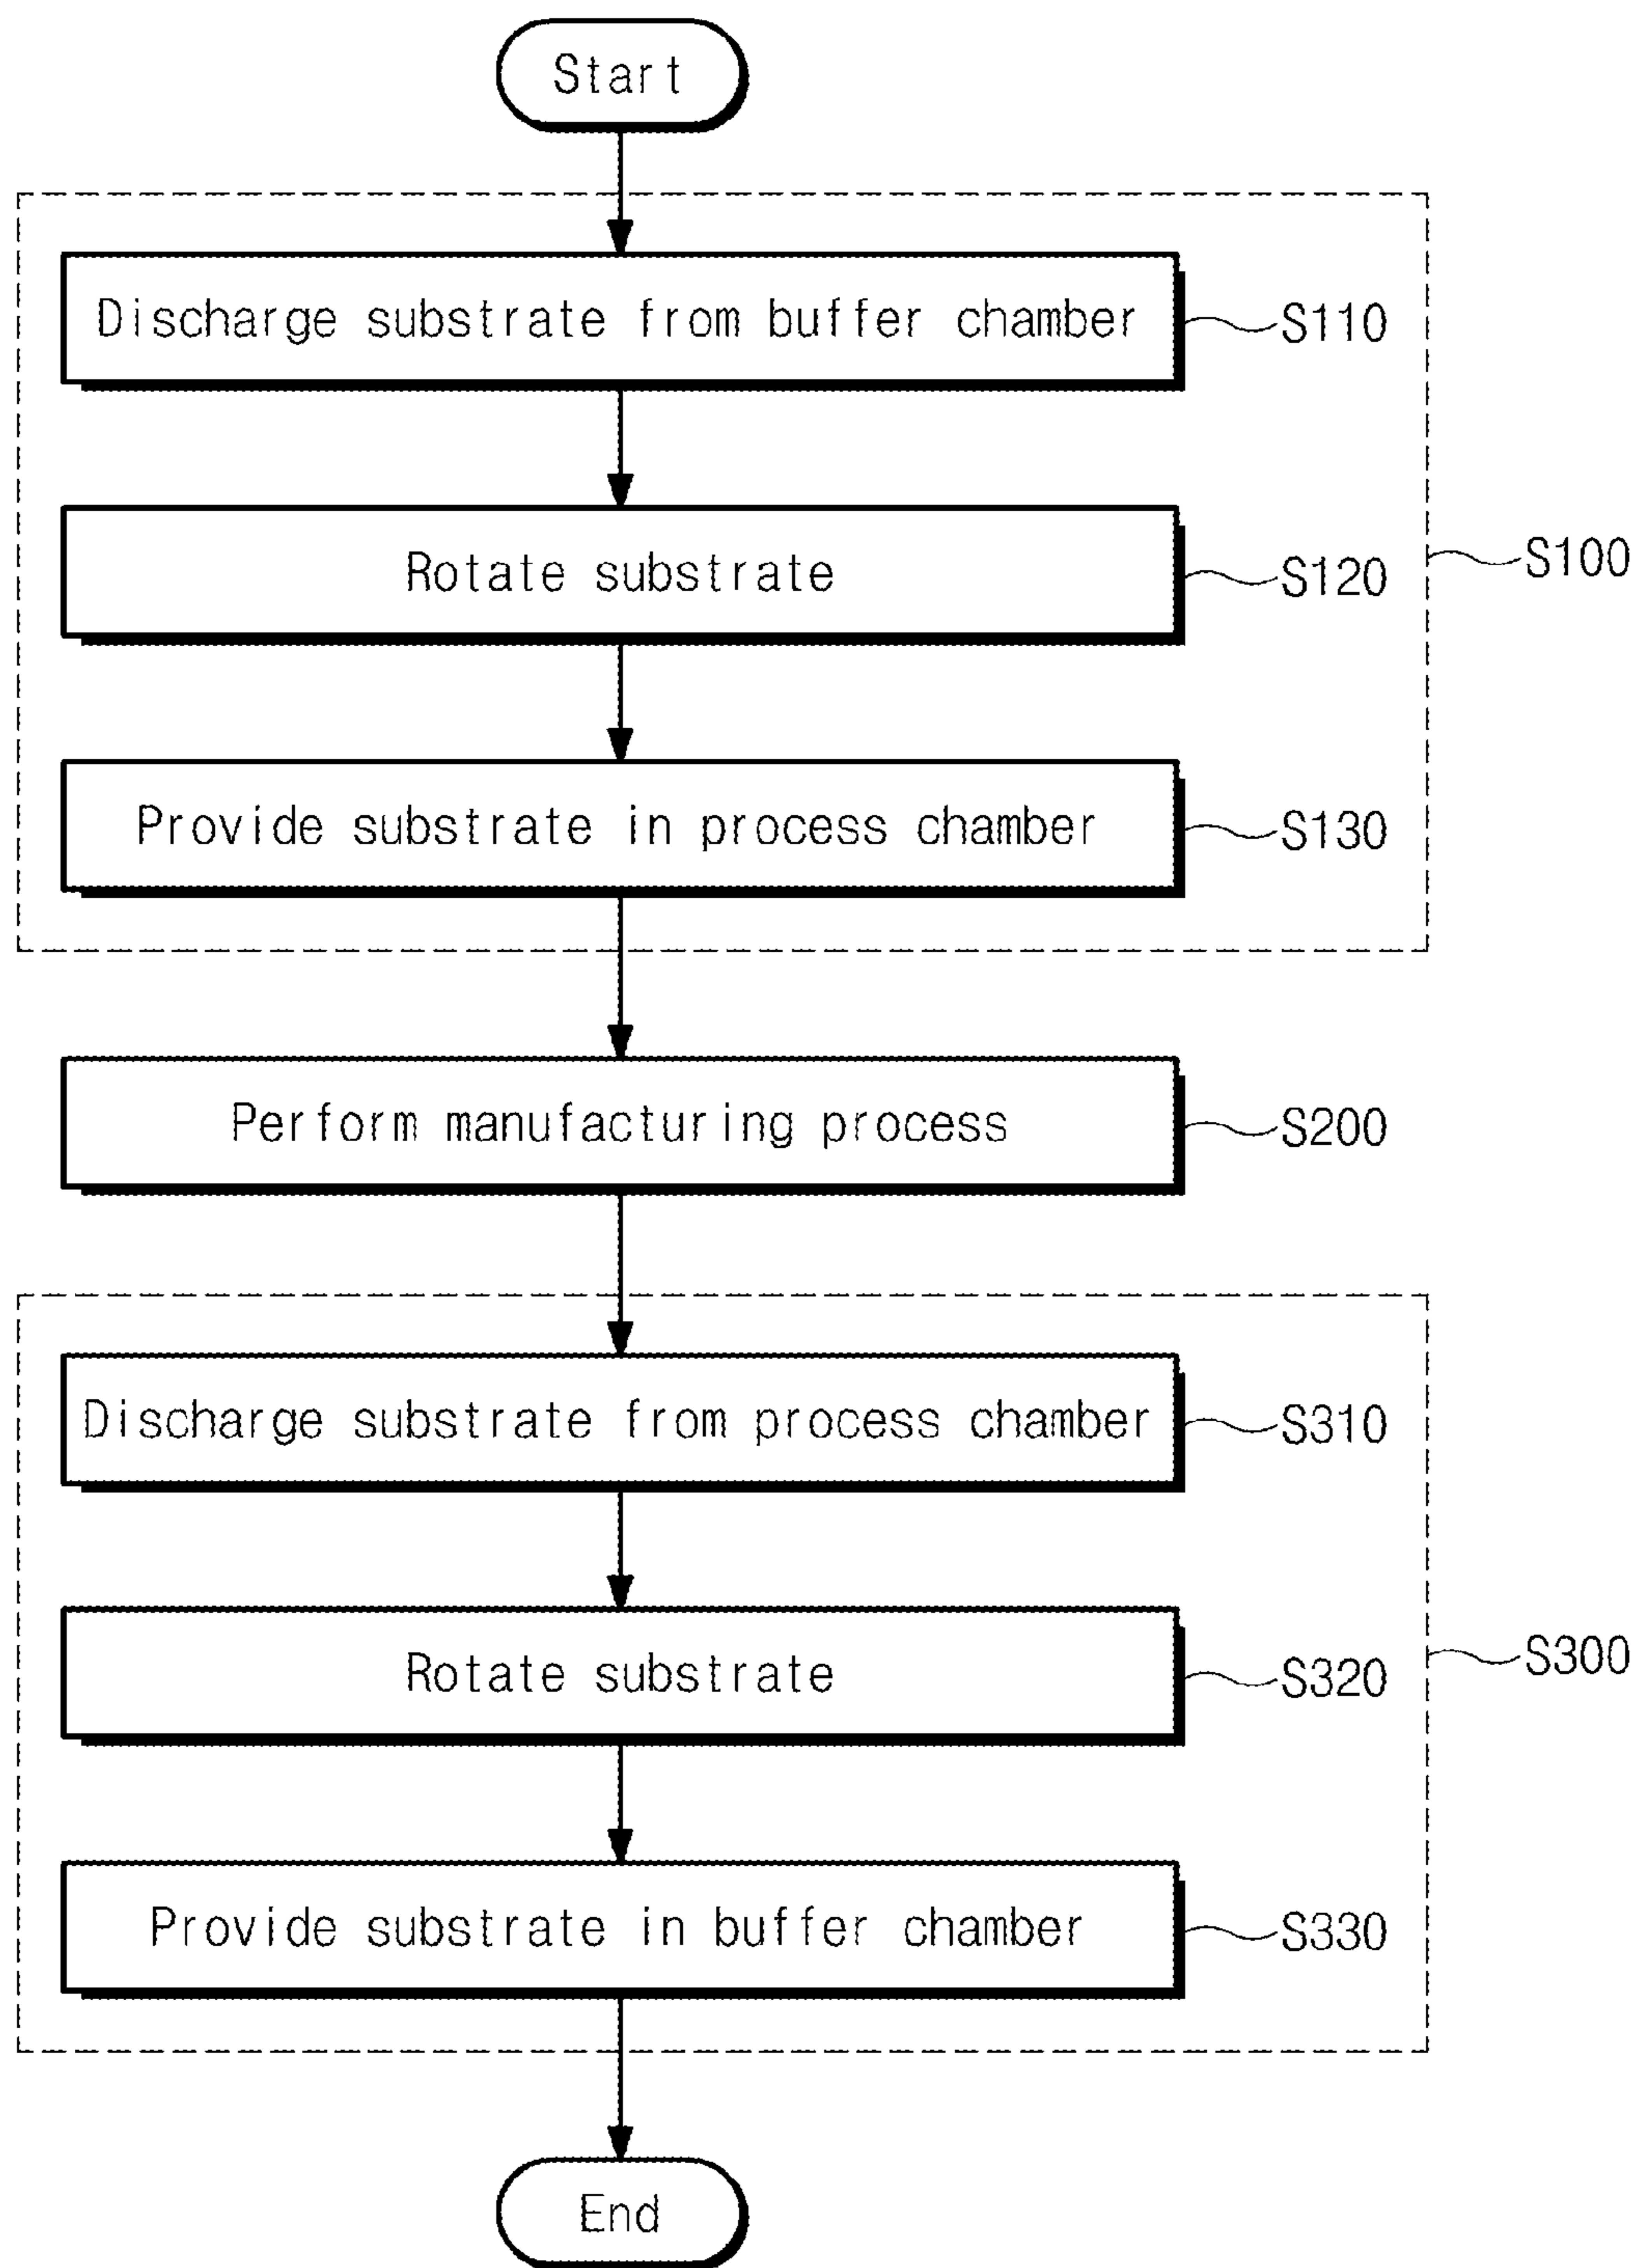 Start
Discharge substrate from buffer chamber
S110
Rotate substrate
S120
S100
Provide substrate in process chamber
S130
Perform manufacturing process
S200
Discharge substrate from process chamber
S310
Rotate substrate
S320
S300
Provide substrate in buffer chamber
S330
End